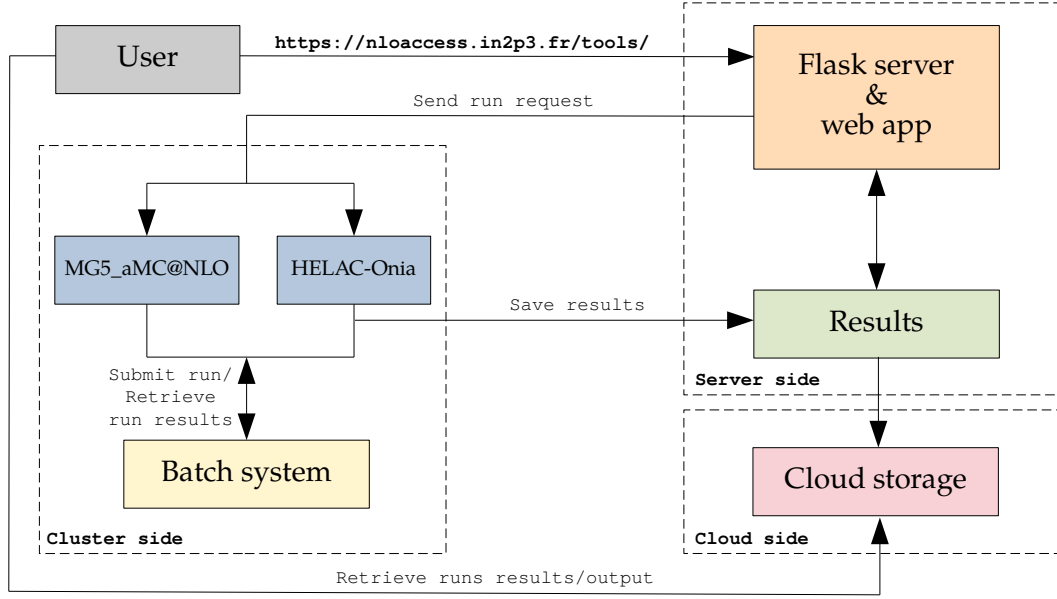 User
https://nloaccess.in2p3.fr/tools/
Flask server
&
web app
Send run request
MG5_aMC@NLO
HELAC-Onia
Save results
Results
Server side
Submit run/
Retrieve
run results
Batch system
Cluster side
Cloud storage
Cloud side
Retrieve runs results/output